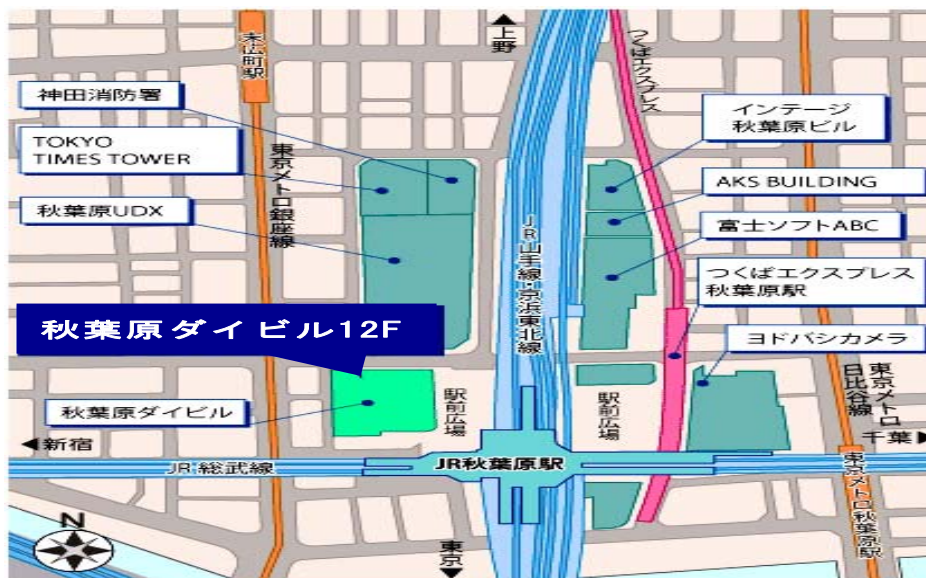 ▲
上野
末広町駅
つくばエクスプレス
神田消防署
インテージ
秋葉原ビル
TOKYO
TIMES TOWER
東京メトロ銀座線
AKS BUILDING
秋葉原UDX
富士ソフトABC
JR山手線・京浜東北線
つくばエクスプレス
秋葉原駅
秋葉原ダイビル12F
ヨドバシカメラ
東京メトロ
日比谷線
秋葉原ダイビル
駅前広場
駅前広場
◀新宿
千葉▶
JR総武線
JR秋葉原駅
東京メトロ秋葉原駅
N
東京
▼